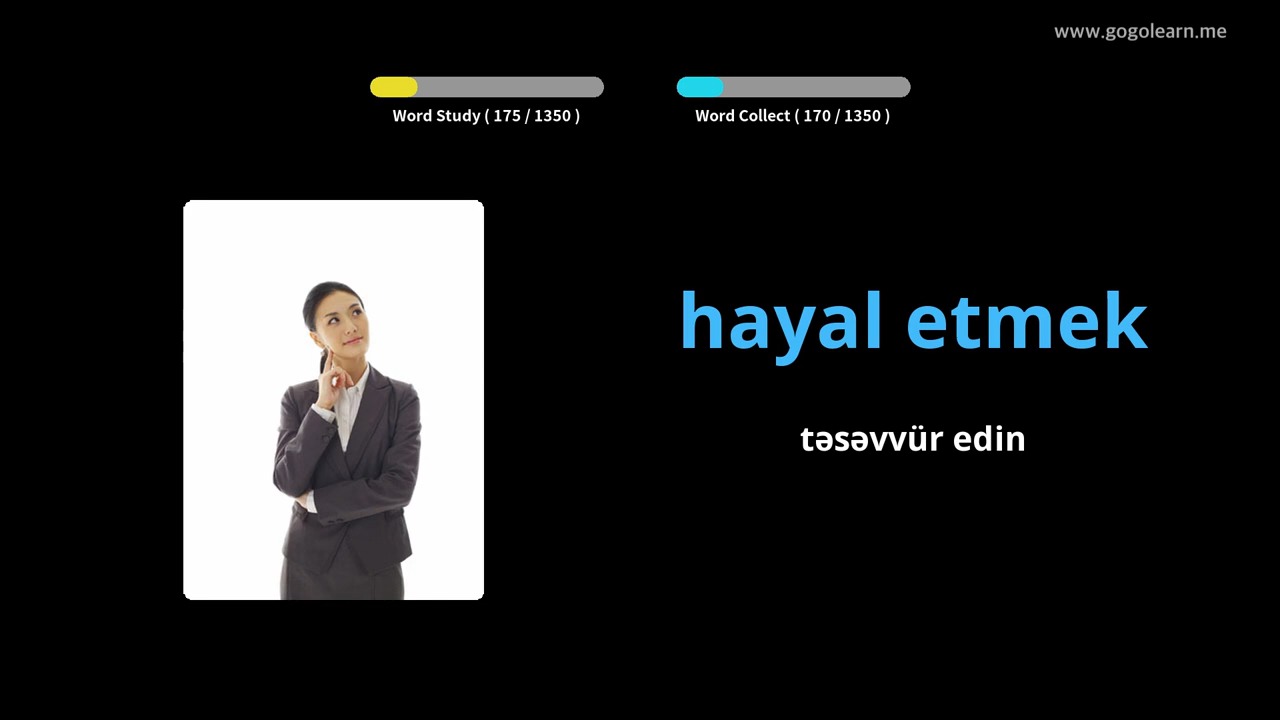 www.gogolearn.me
Word Study ( 175 / 1350 )
Word Collect ( 170 / 1350 )
hayal etmek
təsəvvür edin